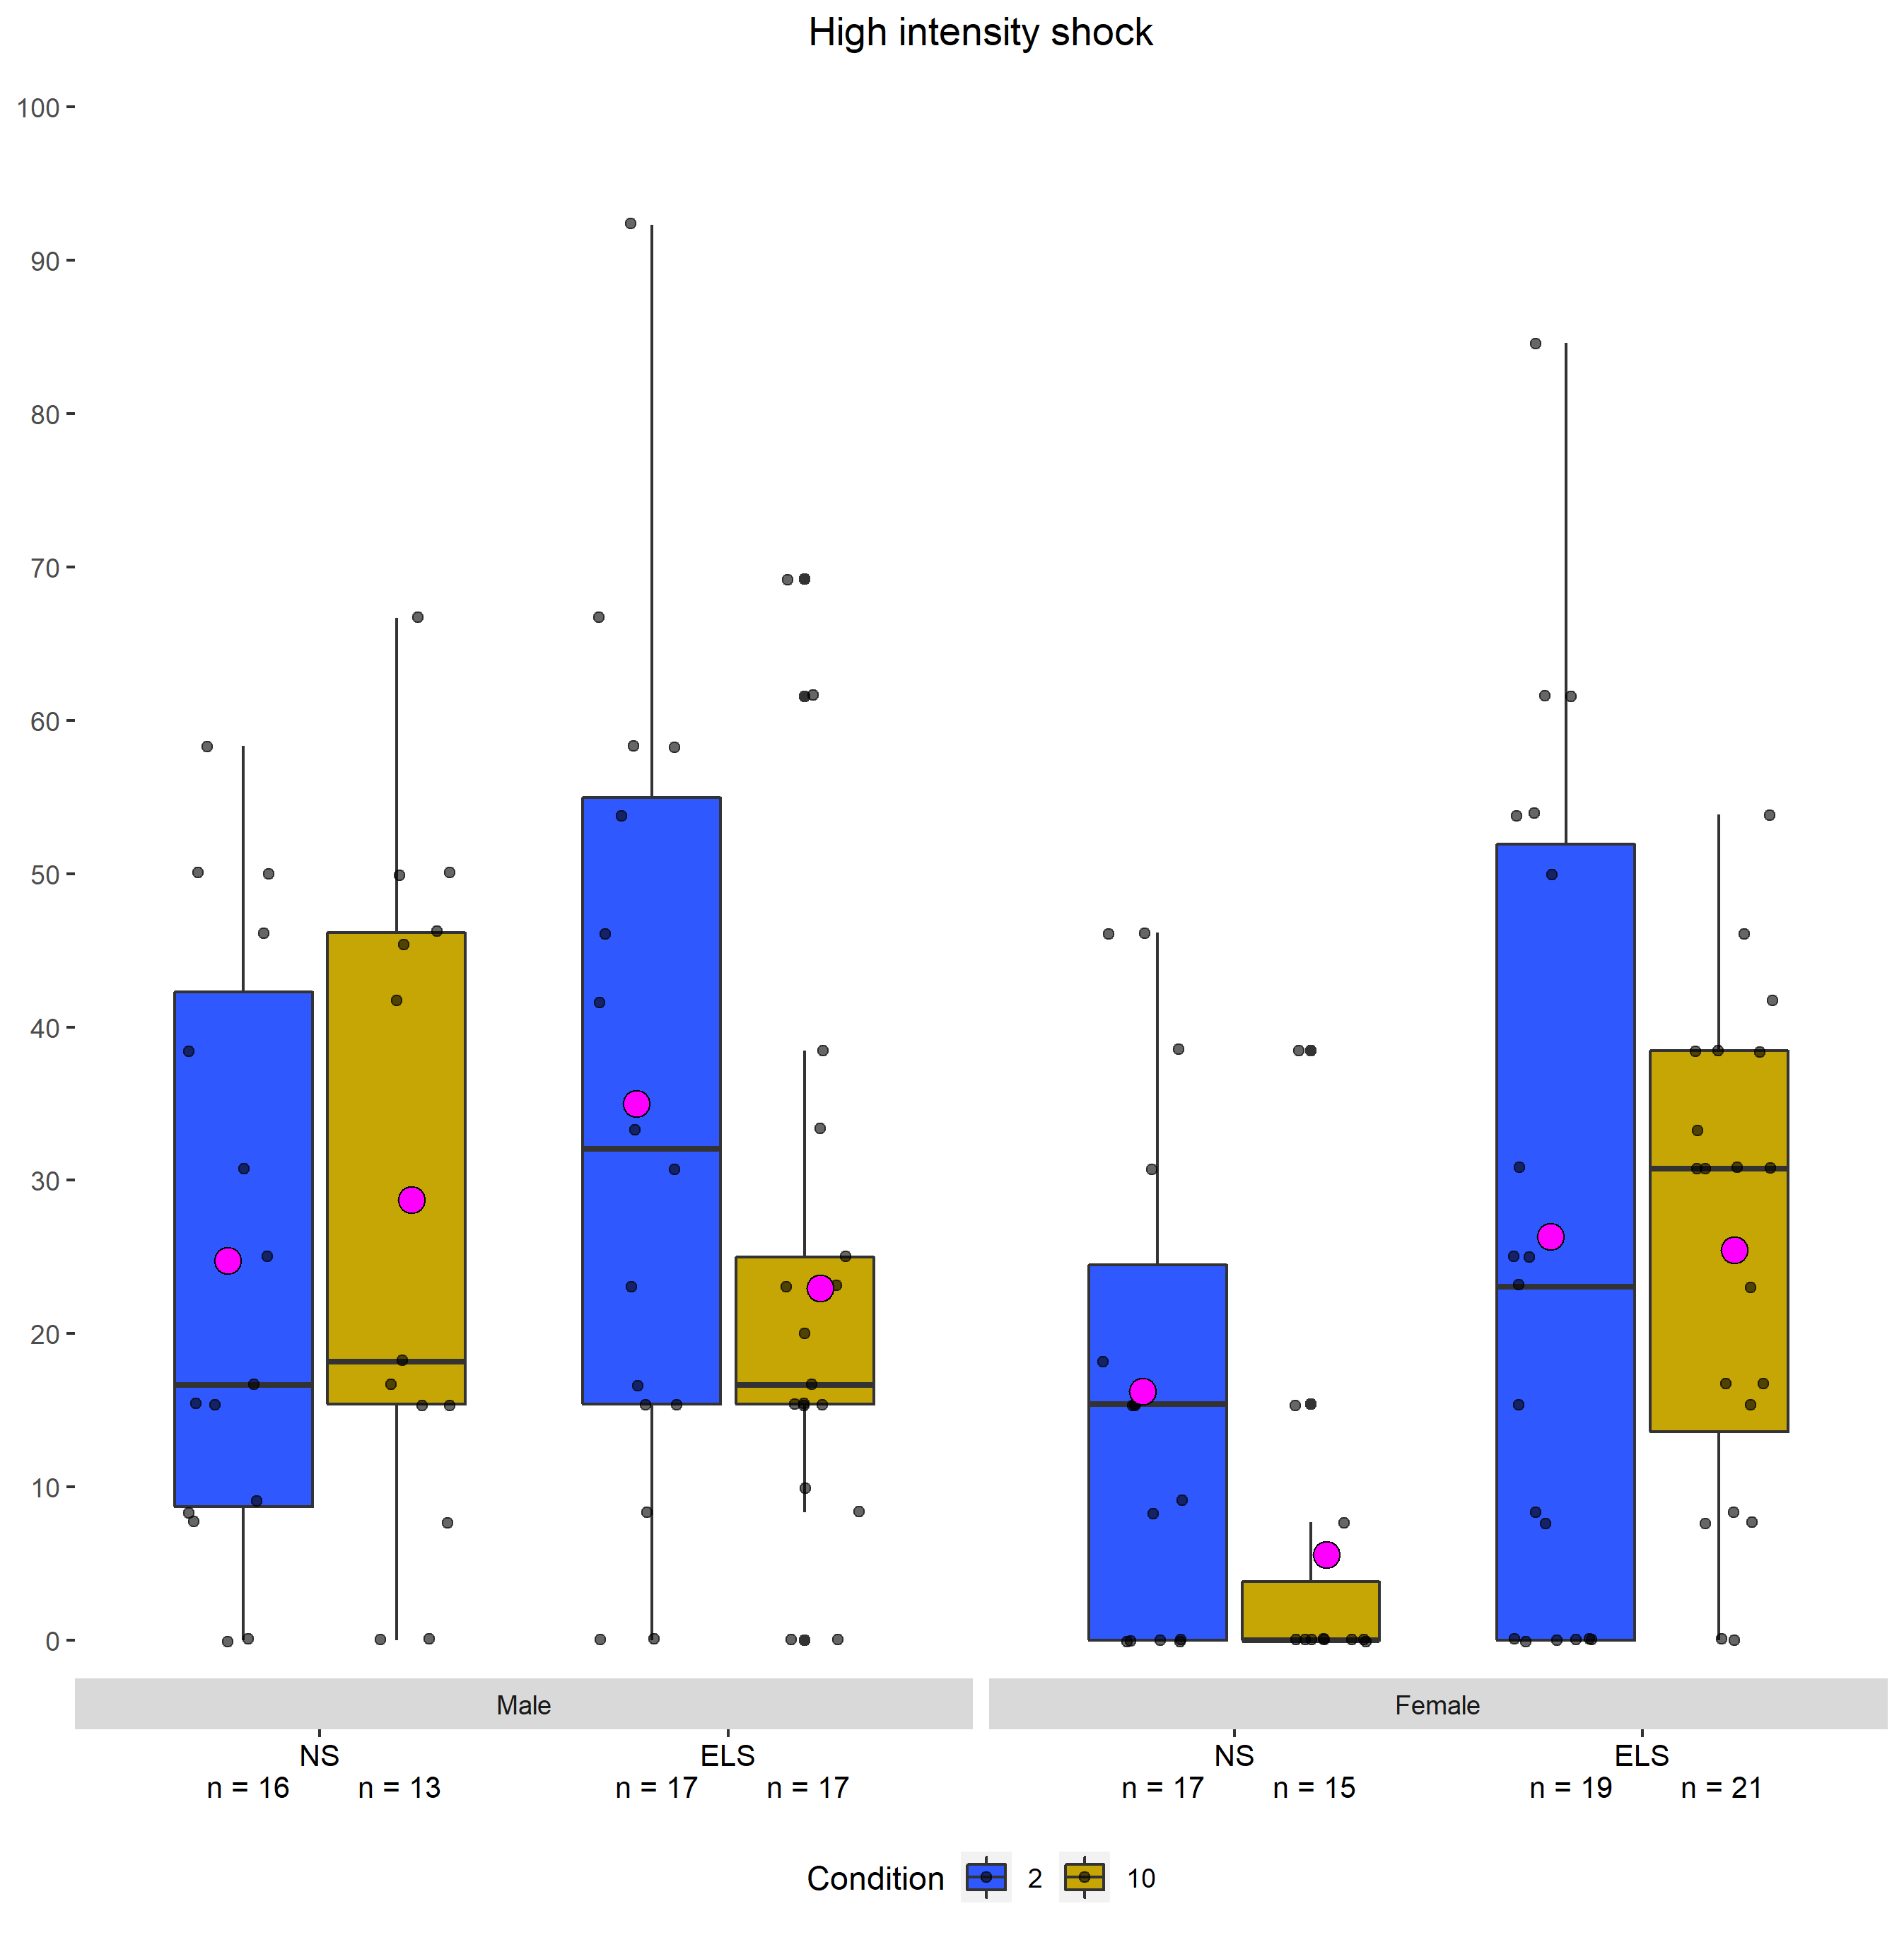 High intensity shock
100
90
80
70
60
50
40
30
20
10
0
Male Female
NS ELS NS ELS
n = 16 n = 13 n = 17 n = 17 n = 17 n = 15 n = 19 n = 21
Condition 2 10